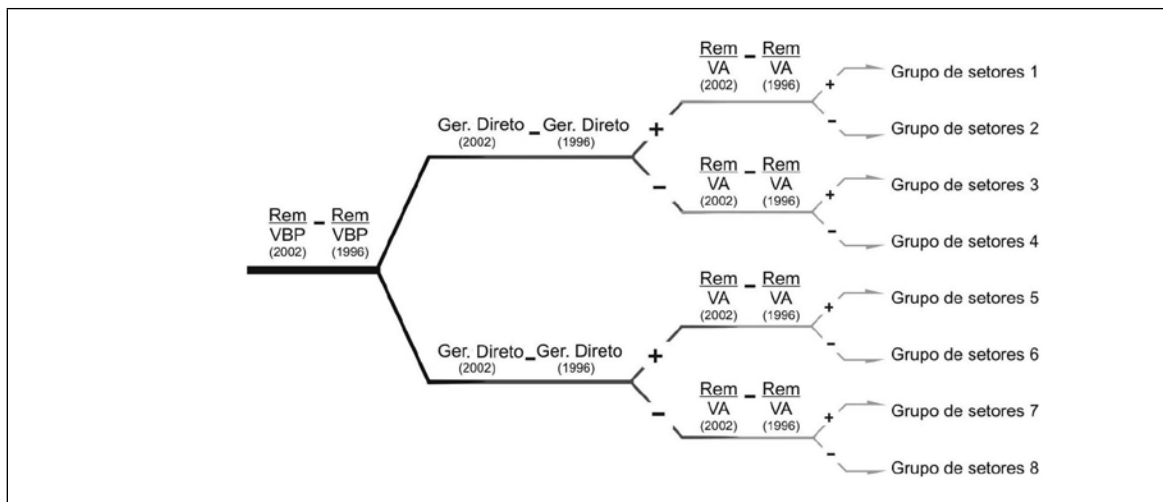 Rem – Rem
VA VA
(2002) (1996)
+ Grupo de setores 1
- Grupo de setores 2
Ger. Direto – Ger. Direto
(2002) (1996)
+
-
Rem – Rem
VA VA
(2002) (1996)
+ Grupo de setores 3
- Grupo de setores 4
Rem – Rem
VBP VBP
(2002) (1996)
Rem – Rem
VA VA
(2002) (1996)
+ Grupo de setores 5
- Grupo de setores 6
Ger. Direto – Ger. Direto
(2002) (1996)
+
-
Rem – Rem
VA VA
(2002) (1996)
+ Grupo de setores 7
- Grupo de setores 8